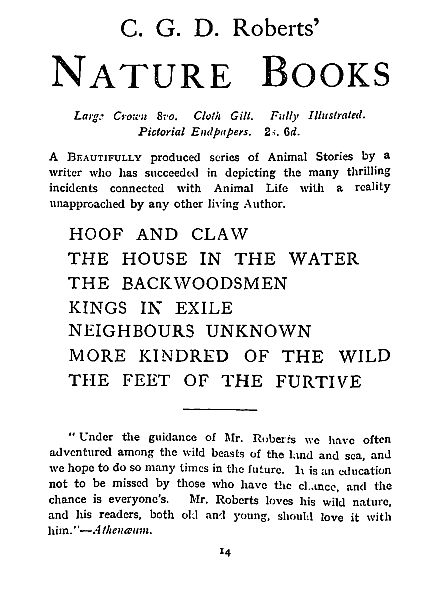 C. G. D. Roberts'
NATURE BOOKS
Large Crown 8vo. Cloth Gilt. Fully Illustrated.
Pictorial Endpapers. 2s. 6d.
A BEAUTIFULLY produced series of Animal Stories by a
writer who has succeeded in depicting the many thrilling
incidents connected with Animal Life with a reality
unapproached by any other living Author.
HOOF AND CLAW
THE HOUSE IN THE WATER
THE BACKWOODSMEN
KINGS IN EXILE
NEIGHBOURS UNKNOWN
MORE KINDRED OF THE WILD
THE FEET OF THE FURTIVE
"Under the guidance of Mr. Roberts we have often
adventured among the wild beasts of the land and sea, and
we hope to do so many times in the future. It is an education
not to be missed by those who have the chance, and the
chance is everyone's. Mr. Roberts loves his wild nature,
and his readers, both old and young, should love it with
him."—Athenæum.
14